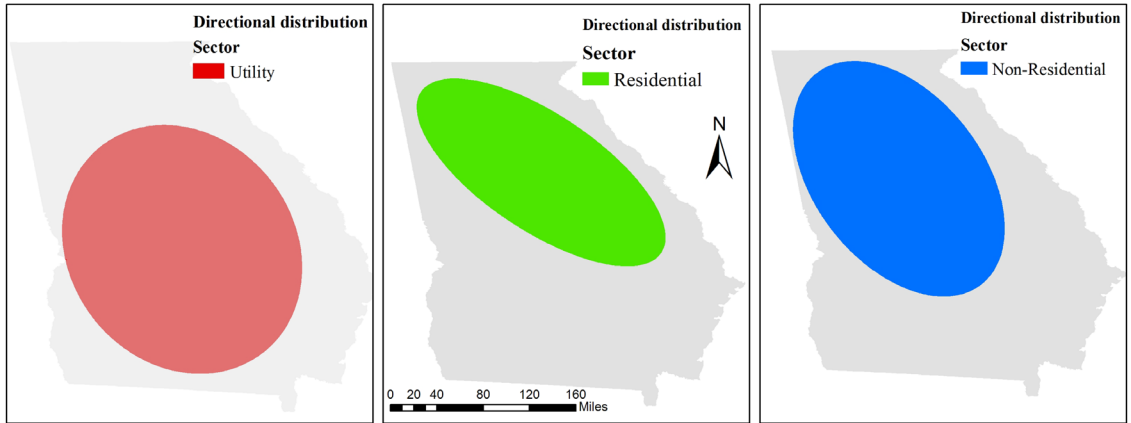 Directional distribution
Sector
Utility
Directional distribution
Sector
Residential
N
0 20 40 80 120 160
Miles
Directional distribution
Sector
Non-Residential